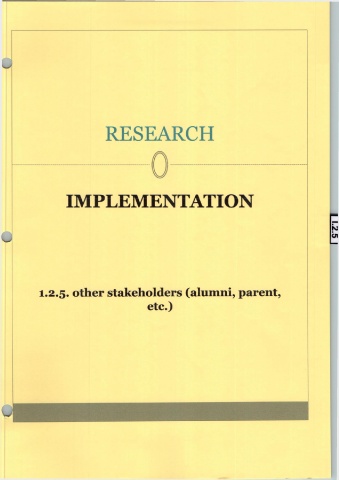 RESEARCH
IMPLEMENTATION
1.2.5
1.2.5. other stakeholders (alumni, parent,
etc.)